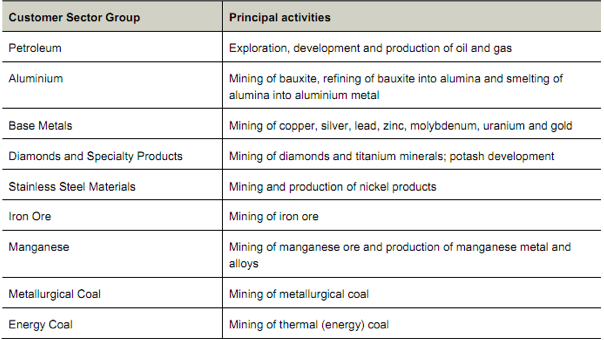 Customer Sector Group Principal activities
Petroleum Exploration, development and production of oil and gas
Aluminium Mining of bauxite, refining of bauxite into alumina and smelting of
alumina into aluminium metal
Base Metals Mining of copper, silver, lead, zinc, molybdenum, uranium and gold
Diamonds and Specialty Products Mining of diamonds and titanium minerals; potash development
Stainless Steel Materials Mining and production of nickel products
Iron Ore Mining of iron ore
Manganese Mining of manganese ore and production of manganese metal and
alloys
Metallurgical Coal Mining of metallurgical coal
Energy Coal Mining of thermal (energy) coal